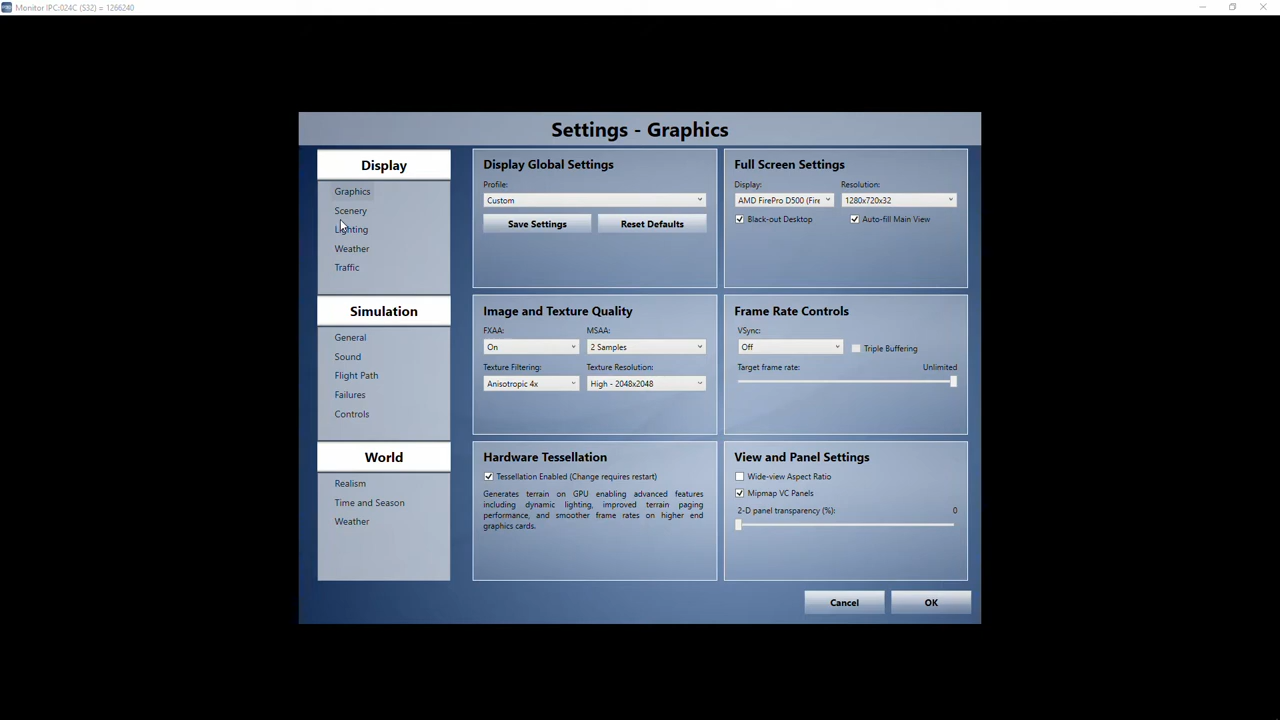 Monitor IPC:024C (S32) = 1266240
Settings - Graphics
Display
Graphics
Scenery
Lighting
Weather
Traffic
Simulation
General
Sound
Flight Path
Failures
Controls
World
Realism
Time and Season
Weather
Display Global Settings
Profile:
Custom
Save Settings
Reset Defaults
Full Screen Settings
Display:
Resolution:
AMD FirePro D500 (Fire
1280x720x32
Black-out Desktop
Auto-fill Main View
Image and Texture Quality
FXAA:
MSAA:
On
2 Samples
Texture Filtering:
Texture Resolution:
Anisotropic 4x
High - 2048x2048
Frame Rate Controls
VSync:
Off
Triple Buffering
Target frame rate:
Unlimited
Hardware Tessellation
Tessellation Enabled (Change requires restart)
Generates terrain on GPU enabling advanced features
including dynamic lighting, improved terrain paging
performance, and smoother frame rates on higher end
graphics cards.
View and Panel Settings
Wide-view Aspect Ratio
Mipmap VC Panels
2-D panel transparency (%):
0
Cancel
OK